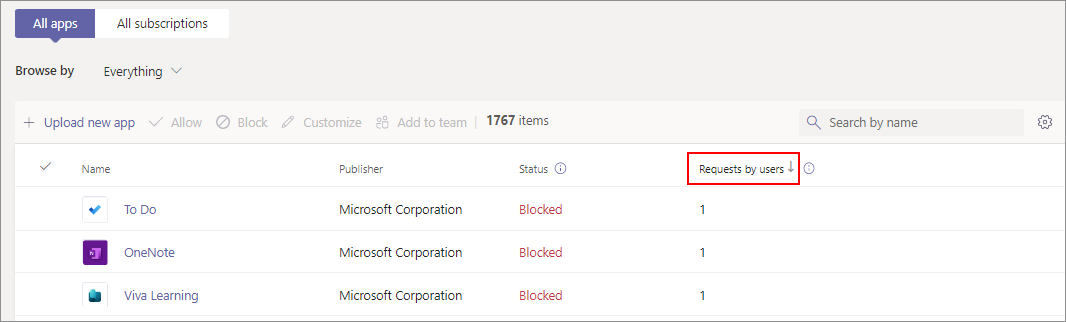 All apps All subscriptions
Browse by Everything
Upload new app Allow Block Customize Add to team 1767 items Search by name
Name Publisher Status Requests by users
To Do Microsoft Corporation Blocked 1
OneNote Microsoft Corporation Blocked 1
Viva Learning Microsoft Corporation Blocked 1